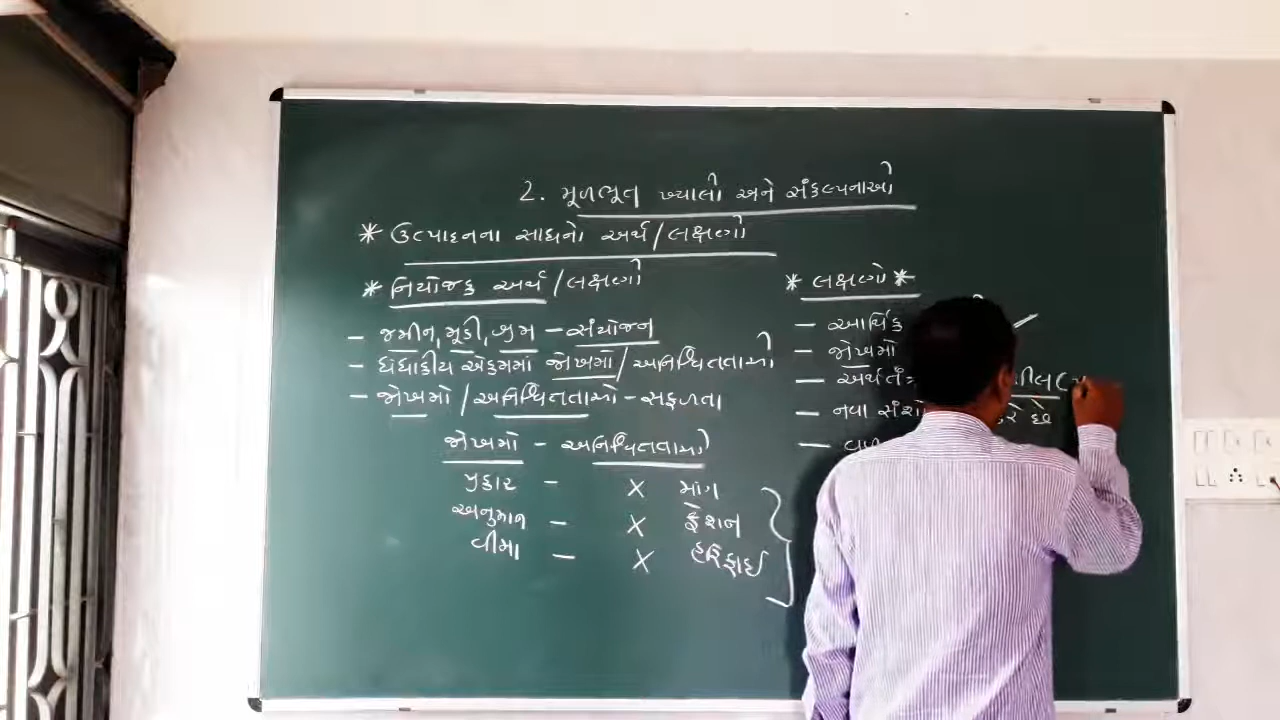 2. મૂળભૂત ખ્યાલો અને સંકલ્પનાઓ
* ઉત્પાદનના સાધનો અર્થ/લક્ષણો
* નિયોજક અર્થ/લક્ષણો
– જમીન, મૂડી, શ્રમ – સંયોજન
– ધંધાકીય એકમમાં જોખમો/અનિશ્ચિતતાઓ
– જોખમો/અનિશ્ચિતતાઓ – સફળતા
જોખમો – અનિશ્ચિતતાઓ
પ્રકાર – X માંગ
અનુમાન – X ફેશન
વીમા – X હરિફાઈ
* લક્ષણો *
– આર્થિક
– જોખમો
– નવા